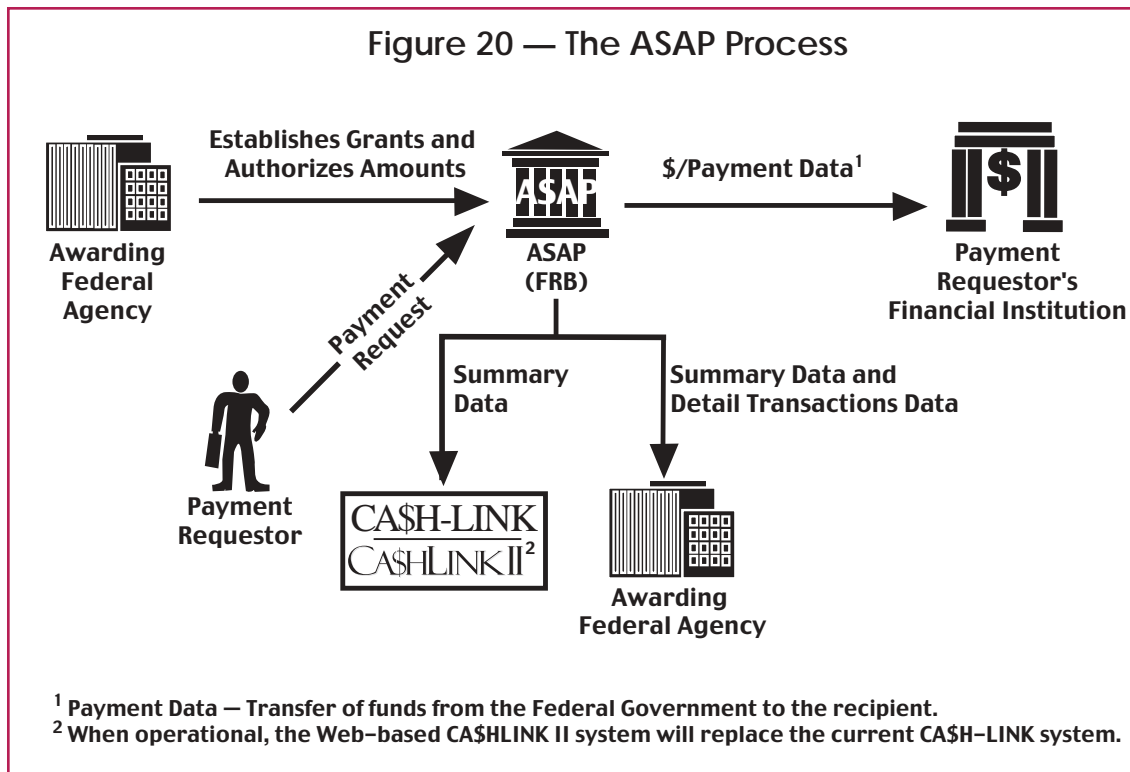 Figure 20 — The ASAP Process
Establishes Grants and
Authorizes Amounts
ASAP
$/Payment Data¹
$
Awarding
Federal
Agency
ASAP
(FRB)
Payment
Requestor's
Financial Institution
Payment
Request
Summary
Data
Summary Data and
Detail Transactions Data
Payment
Requestor
CA$H-LINK
CA$HLINK II²
Awarding
Federal Agency
¹ Payment Data — Transfer of funds from the Federal Government to the recipient.
² When operational, the Web-based CA$HLINK II system will replace the current CA$H-LINK system.